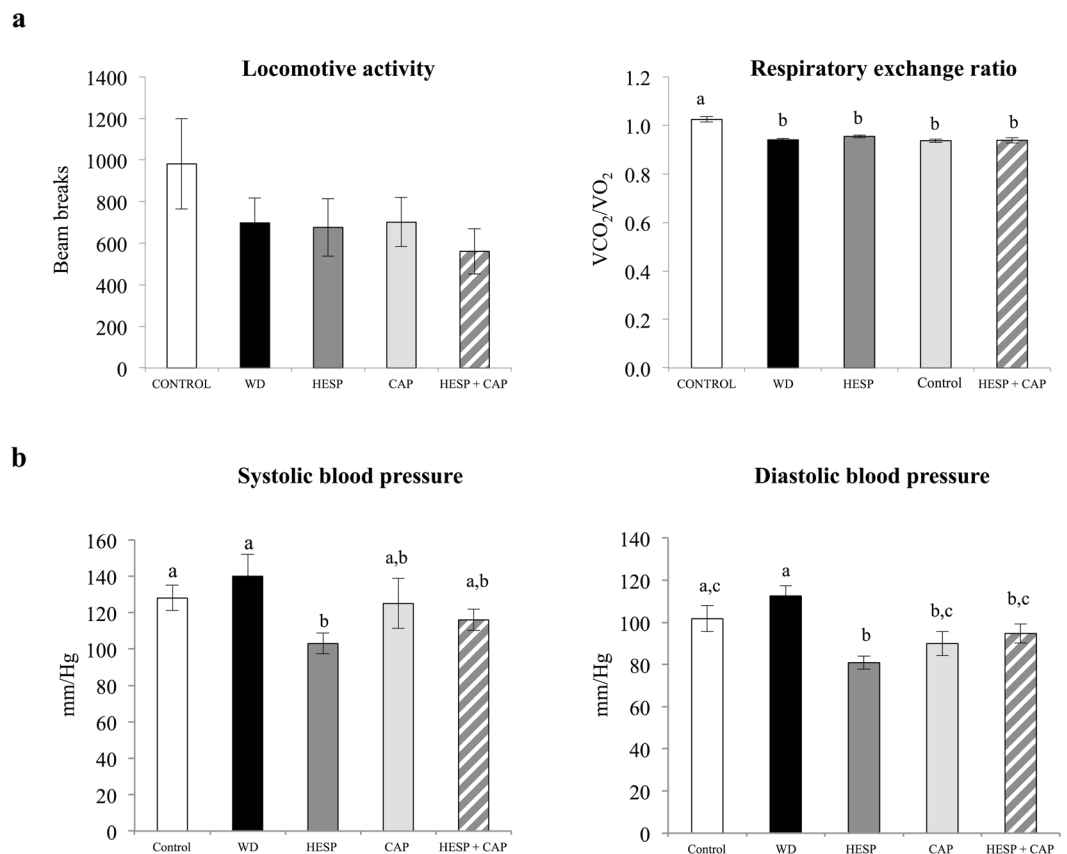 a
Locomotive activity
Beam breaks
1400
1200
1000
800
600
400
200
0
CONTROL WD HESP CAP HESP + CAP
Respiratory exchange ratio
VCO₂/VO₂
1.2
1.0
0.8
0.6
0.4
0.2
0.0
a b b b b
CONTROL WD HESP Control HESP + CAP
b
Systolic blood pressure
mm/Hg
160
140
120
100
80
60
40
20
0
a a b a,b a,b
Control WD HESP CAP HESP + CAP
Diastolic blood pressure
mm/Hg
140
120
100
80
60
40
20
0
a,c a b b,c b,c
Control WD HESP CAP HESP + CAP